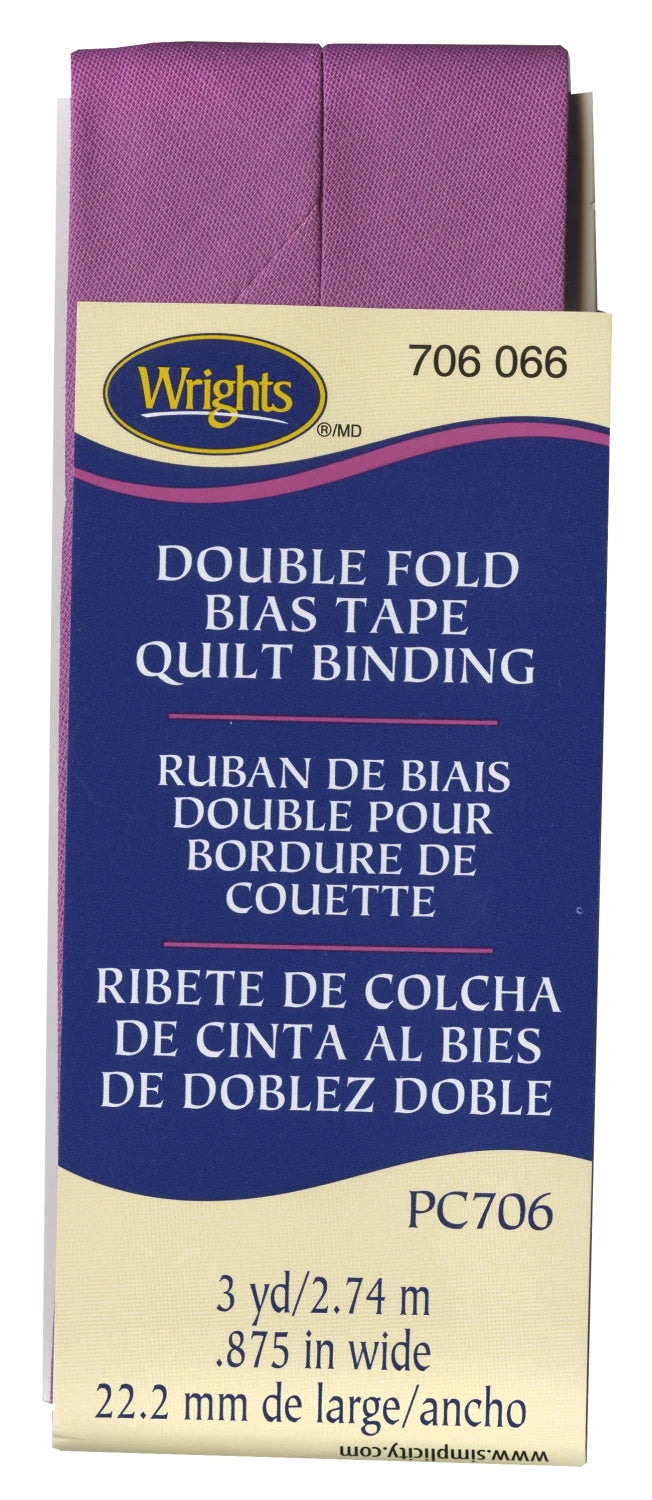 Wrights
®/MD
706 066
DOUBLE FOLD
BIAS TAPE
QUILT BINDING
RUBAN DE BIAIS
DOUBLE POUR
BORDURE DE
COUETTE
RIBETE DE COLCHA
DE CINTA AL BIES
DE DOBLEZ DOBLE
PC706
3 yd/2.74 m
.875 in wide
22.2 mm de large/ancho
www.simplicity.com